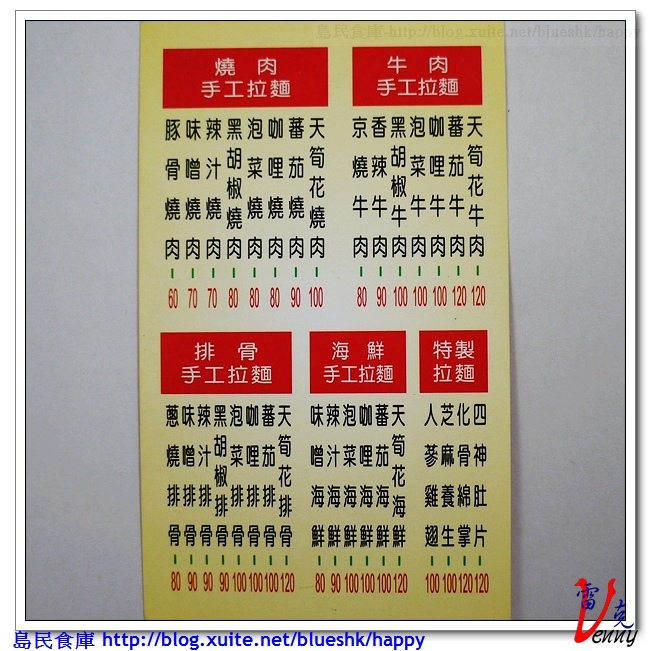 島民食庫-http://blog.xuite.net/blueshk/happy
燒肉
手工拉麵
豚骨燒肉 60
味噌燒肉 70
辣汁燒肉 70
黑胡椒燒肉 80
泡菜燒肉 80
咖哩燒肉 80
蕃茄燒肉 90
天筍花燒肉 100
牛肉
手工拉麵
京燒牛肉 80
香辣牛肉 90
黑胡椒牛肉 100
泡菜牛肉 100
咖哩牛肉 100
蕃茄牛肉 120
天筍花牛肉 120
排骨
手工拉麵
蔥燒排骨 80
味噌排骨 90
辣汁排骨 90
黑胡椒排骨 90
泡菜排骨 100
咖哩排骨 100
蕃茄排骨 100
天筍花排骨 120
海鮮
手工拉麵
味噌海鮮 80
辣汁海鮮 90
泡菜海鮮 100
咖哩海鮮 100
蕃茄海鮮 100
天筍花海鮮 120
特製
拉麵
人蔘雞翅 100
芝麻養生 100
化骨綿掌 120
四神肚片 120
島民食庫 http://blog.xuite.net/blueshk/happy
雷克
Venny